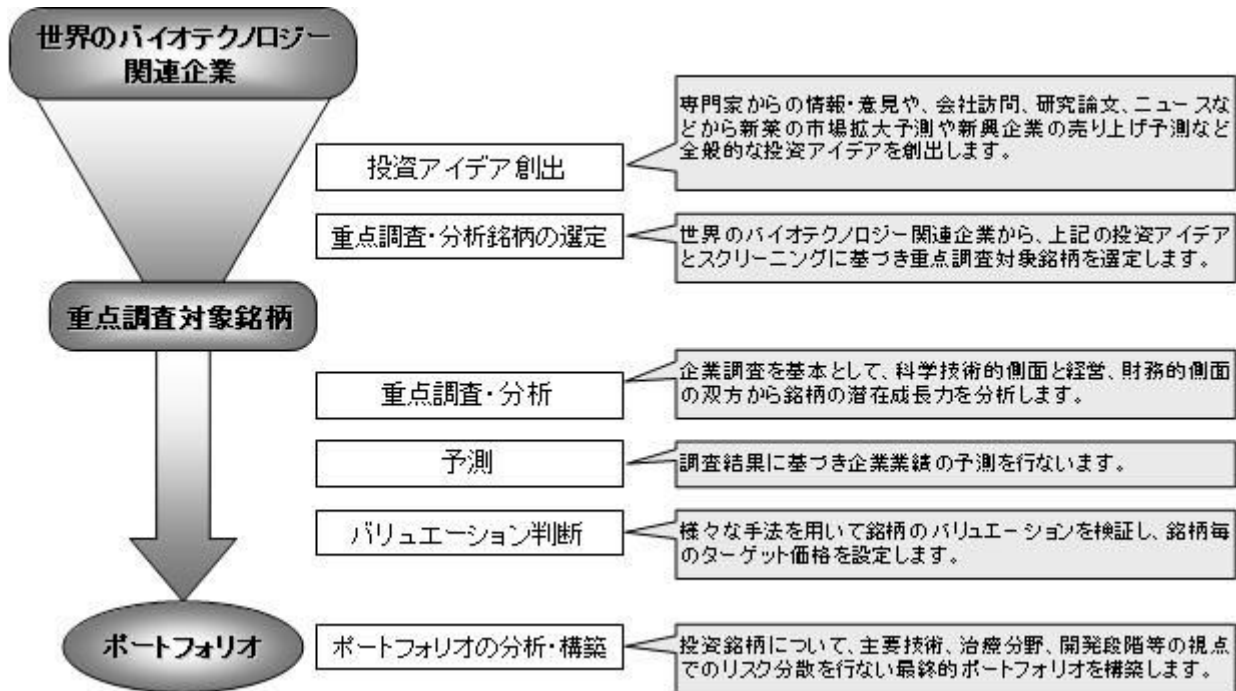 世界のバイオテクノロジー
関連企業
専門家からの情報・意見や、会社訪問、研究論文、ニュースな
どから新薬の市場拡大予測や新興企業の売り上げ予測など
全般的な投資アイデアを創出します。
投資アイデア創出
重点調査・分析銘柄の選定
世界のバイオテクノロジー関連企業から、上記の投資アイデア
とスクリーニングに基づき重点調査対象銘柄を選定します。
重点調査対象銘柄
重点調査・分析
企業調査を基本として、科学技術的側面と経営、財務的側面
の双方から銘柄の潜在成長力を分析します。
予測
調査結果に基づき企業業績の予測を行ないます。
バリュエーション判断
様々な手法を用いて銘柄のバリュエーションを検証し、銘柄毎
のターゲット価格を設定します。
ポートフォリオ
ポートフォリオの分析・構築
投資銘柄について、主要技術、治療分野、開発段階等の視点
でのリスク分散を行ない最終的ポートフォリオを構築します。